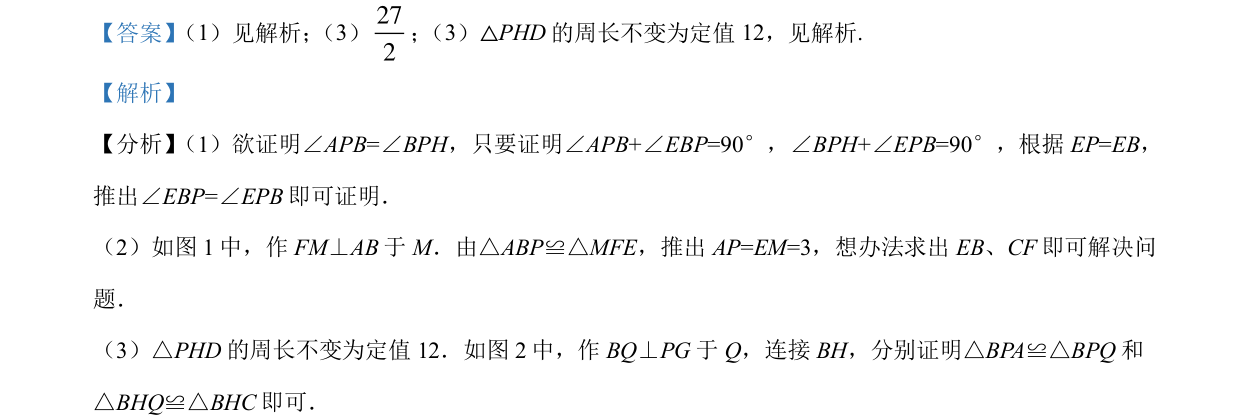 【答案】（1）见解析；（3）27/2；（3）△PHD 的周长不变为定值 12，见解析.
【解析】
【分析】（1）欲证明∠APB=∠BPH，只要证明∠APB+∠EBP=90°，∠BPH+∠EPB=90°，根据 EP=EB，
推出∠EBP=∠EPB 即可证明．
（2）如图 1 中，作 FM⊥AB 于 M．由△ABP≌△MFE，推出 AP=EM=3，想办法求出 EB、CF 即可解决问
题．
（3）△PHD 的周长不变为定值 12．如图 2 中，作 BQ⊥PG 于 Q，连接 BH，分别证明△BPA≌△BPQ 和
△BHQ≌△BHC 即可．